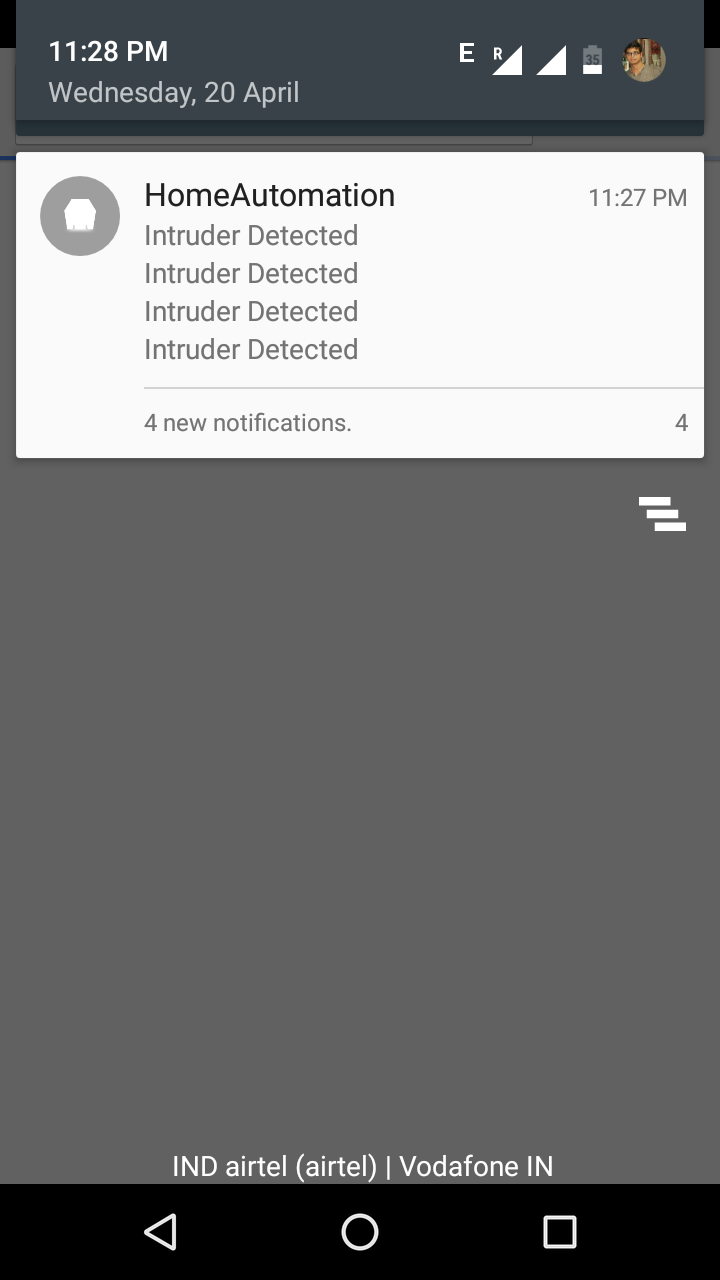 11:28 PM
E R 35
Wednesday, 20 April
HomeAutomation 11:27 PM
Intruder Detected
Intruder Detected
Intruder Detected
Intruder Detected
4 new notifications. 4
IND airtel (airtel) | Vodafone IN